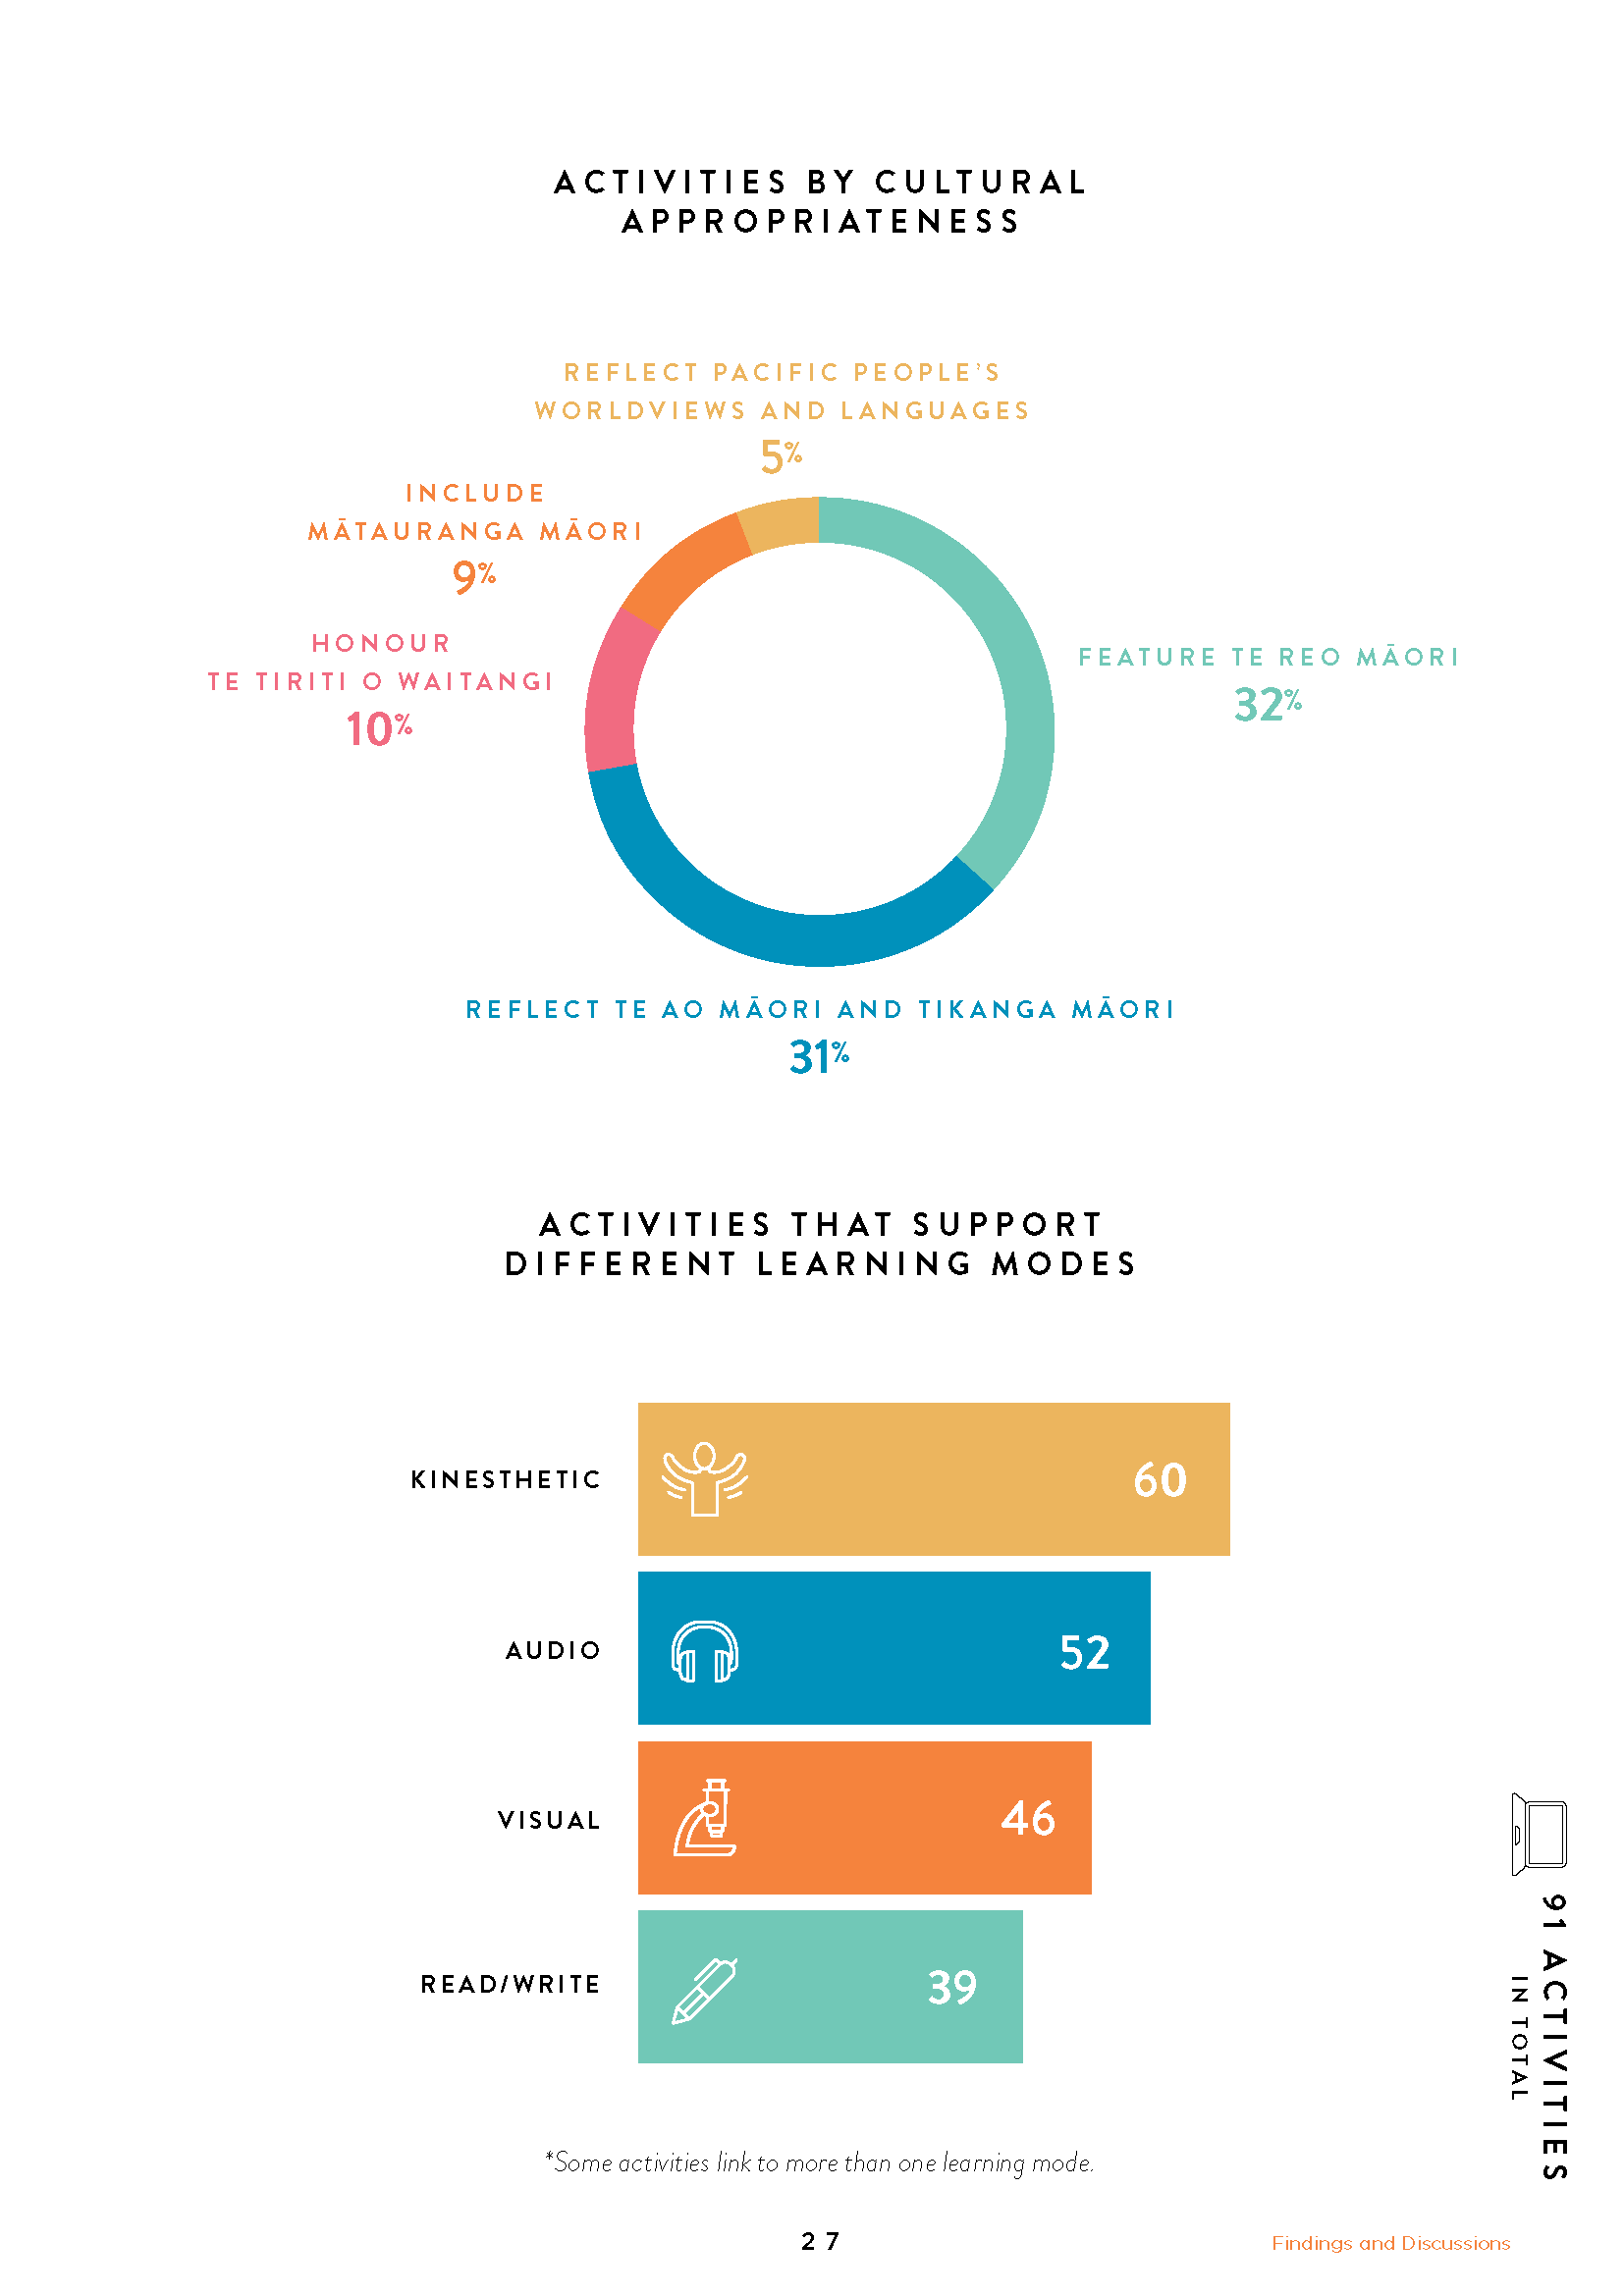 ACTIVITIES BY CULTURAL
APPROPRIATENESS
REFLECT PACIFIC PEOPLE'S
WORLDVIEWS AND LANGUAGES
5%
INCLUDE
MĀTAURANGA MĀORI
9%
HONOUR
TE TIRITI O WAITANGI
10%
FEATURE TE REO MĀORI
32%
REFLECT TE AO MĀORI AND TIKANGA MĀORI
31%
ACTIVITIES THAT SUPPORT
DIFFERENT LEARNING MODES
KINESTHETIC
60
AUDIO
52
VISUAL
46
READ/WRITE
39
91 ACTIVITIES
IN TOTAL
*Some activities link to more than one learning mode.
27
Findings and Discussions